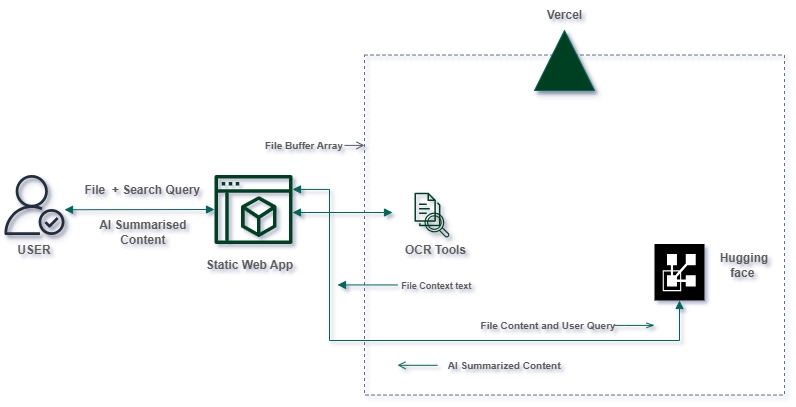 Vercel
File Buffer Array
File + Search Query
AI Summarised
Content
USER
Static Web App
OCR Tools
Hugging
face
File Context text
File Content and User Query
AI Summarized Content